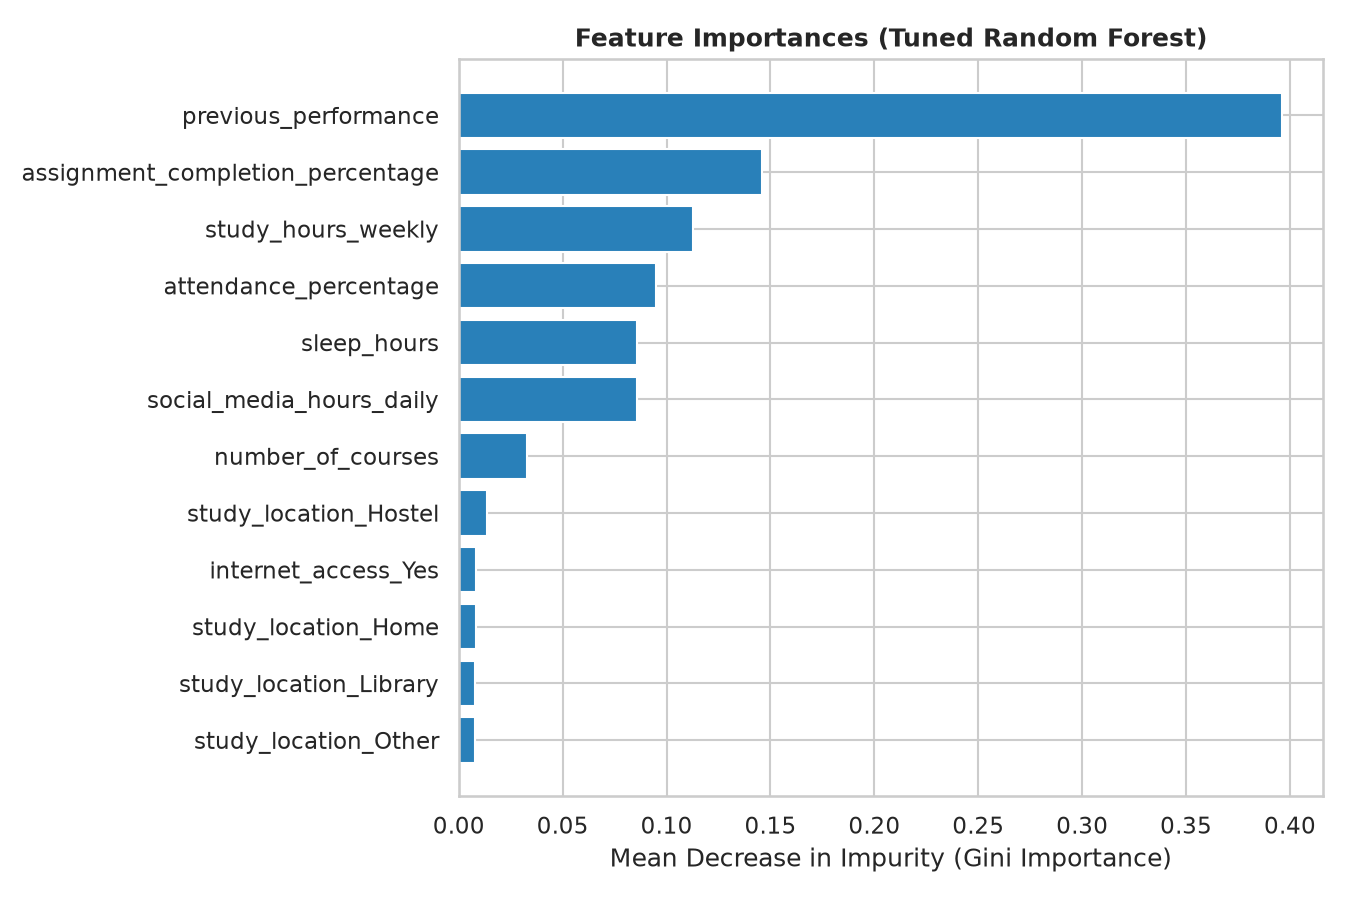 Feature Importances (Tuned Random Forest)
previous_performance
assignment_completion_percentage
study_hours_weekly
attendance_percentage
sleep_hours
social_media_hours_daily
number_of_courses
study_location_Hostel
internet_access_Yes
study_location_Home
study_location_Library
study_location_Other
0.00 0.05 0.10 0.15 0.20 0.25 0.30 0.35 0.40
Mean Decrease in Impurity (Gini Importance)